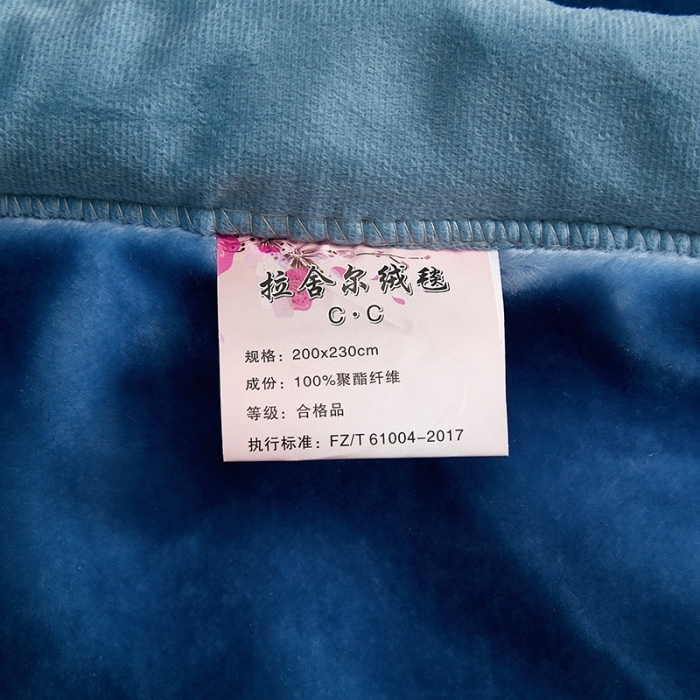 拉舍尔绒毯
C·C
规格：200x230cm
成份：100%聚酯纤维
等级：合格品
执行标准：FZ/T 61004-2017